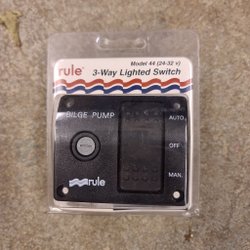 rule®
Model 44 (24-32 v)
3-Way Lighted Switch
BILGE PUMP
AUTO.
OFF
MAN.
rule